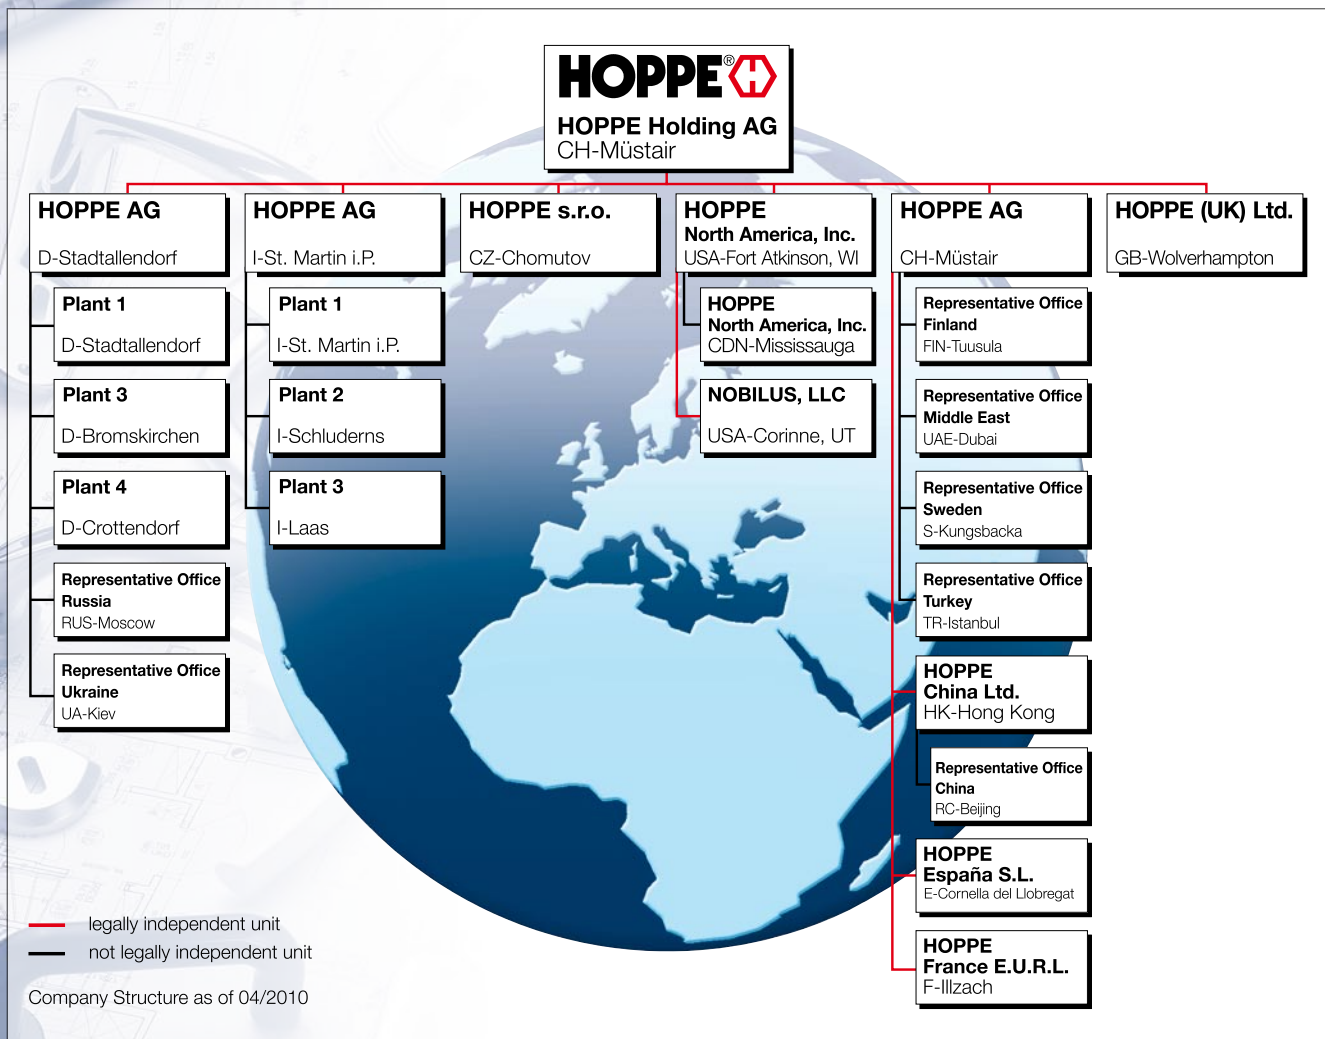 HOPPE®
HOPPE Holding AG
CH-Müstair
HOPPE AG
D-Stadtallendorf
Plant 1
D-Stadtallendorf
Plant 3
D-Bromskirchen
Plant 4
D-Crottendorf
Representative Office
Russia
RUS-Moscow
Representative Office
Ukraine
UA-Kiev
HOPPE AG
I-St. Martin i.P.
Plant 1
I-St. Martin i.P.
Plant 2
I-Schluderns
Plant 3
I-Laas
HOPPE s.r.o.
CZ-Chomutov
HOPPE
North America, Inc.
USA-Fort Atkinson, WI
HOPPE
North America, Inc.
CDN-Mississauga
NOBILUS, LLC
USA-Corinne, UT
HOPPE AG
CH-Müstair
Representative Office
Finland
FIN-Tuusula
Representative Office
Middle East
UAE-Dubai
Representative Office
Sweden
S-Kungsbacka
Representative Office
Turkey
TR-Istanbul
HOPPE
China Ltd.
HK-Hong Kong
Representative Office
China
RC-Beijing
HOPPE
España S.L.
E-Cornella del Llobregat
HOPPE
France E.U.R.L.
F-Illzach
HOPPE (UK) Ltd.
GB-Wolverhampton
legally independent unit
not legally independent unit
Company Structure as of 04/2010